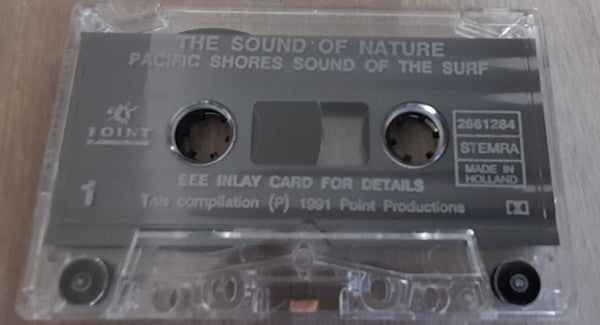 THE SOUND OF NATURE
PACIFIC SHORES SOUND OF THE SURF
POINT
PRODUCTIONS
2661284
STEMRA
MADE IN
HOLLAND
SEE INLAY CARD FOR DETAILS
1
This compilation (P) 1991 Point Productions